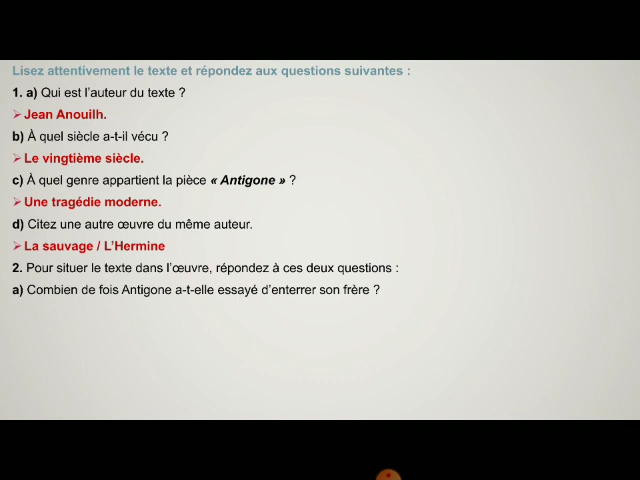 Lisez attentivement le texte et répondez aux questions suivantes :
1. a) Qui est l'auteur du texte ?
➢Jean Anouilh.
b) À quel siècle a-t-il vécu ?
➢Le vingtième siècle.
c) À quel genre appartient la pièce « Antigone » ?
➢Une tragédie moderne.
d) Citez une autre œuvre du même auteur.
➢La sauvage / L'Hermine
2. Pour situer le texte dans l'œuvre, répondez à ces deux questions :
a) Combien de fois Antigone a-t-elle essayé d'enterrer son frère ?